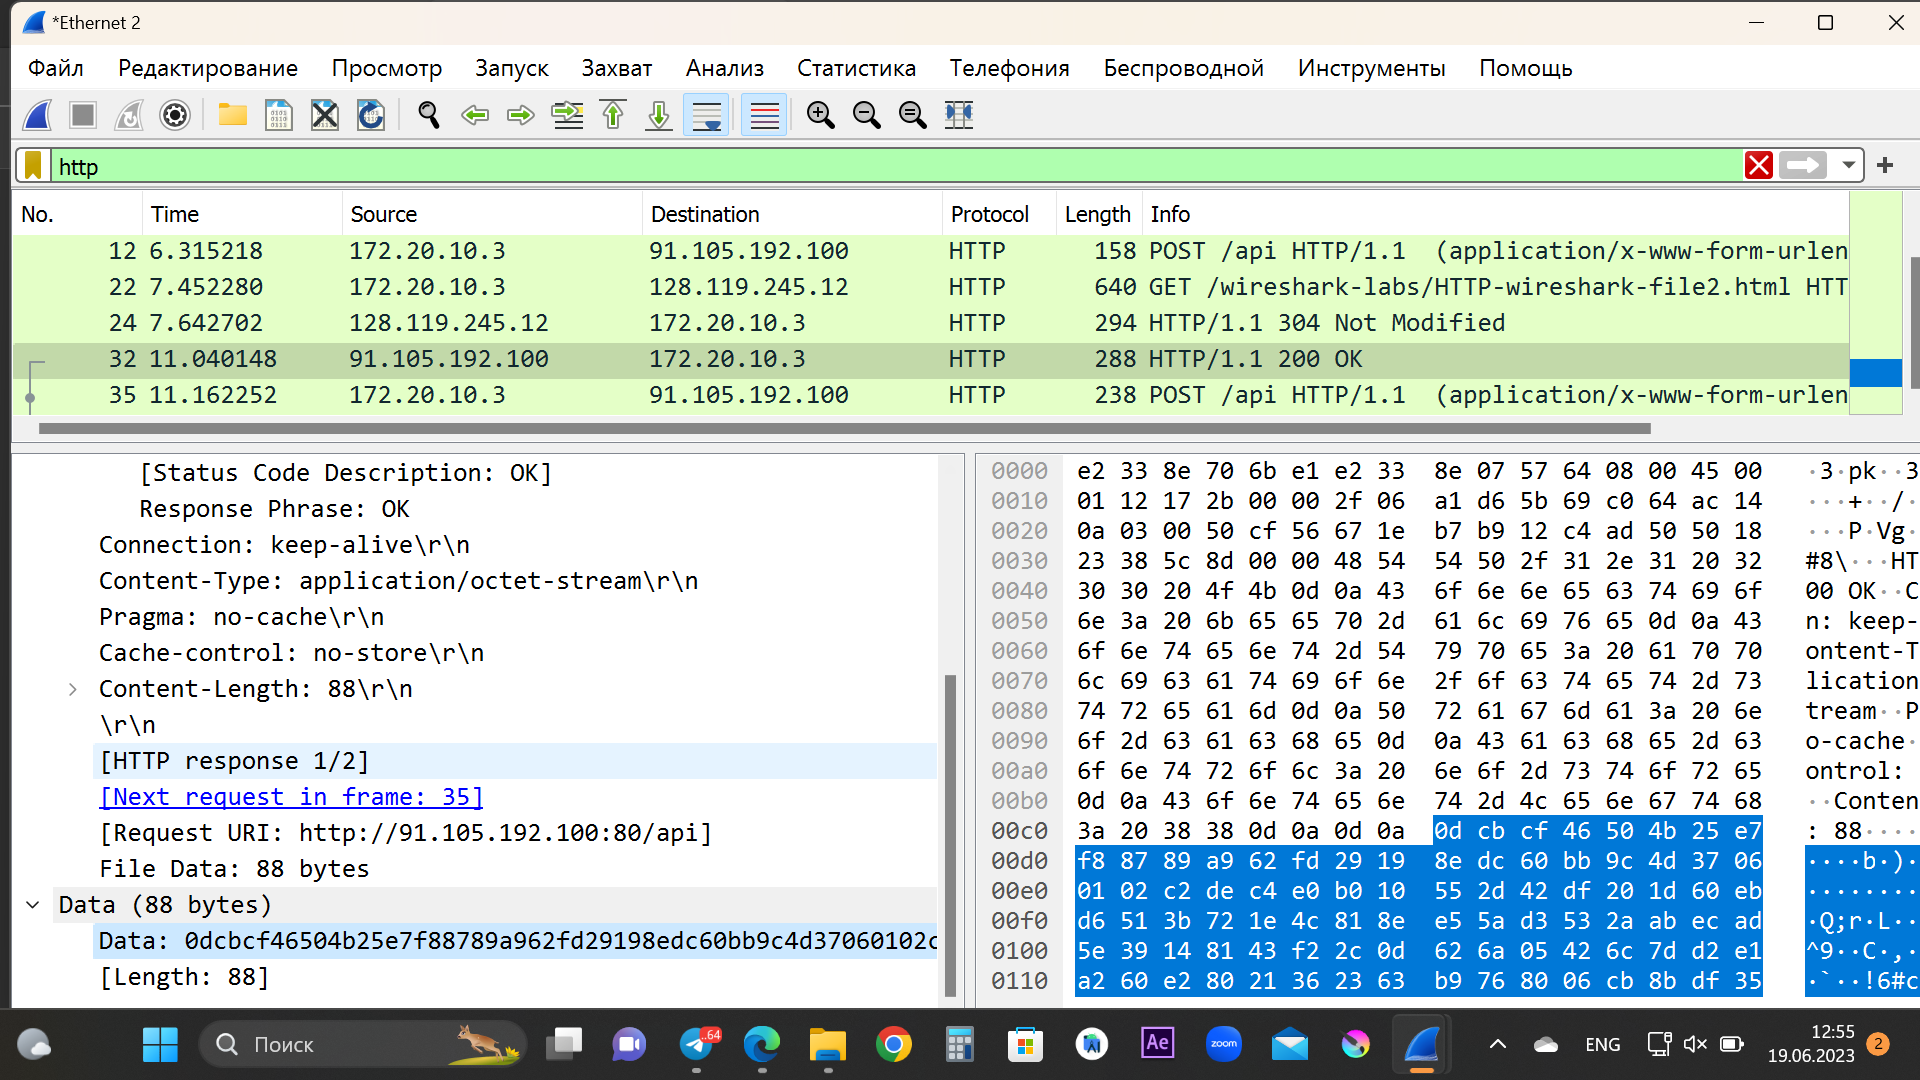 *Ethernet 2
Файл Редактирование Просмотр Запуск Захват Анализ Статистика Телефония Беспроводной Инструменты Помощь
http
No. Time Source Destination Protocol Length Info
12 6.315218 172.20.10.3 91.105.192.100 HTTP 158 POST /api HTTP/1.1 (application/x-www-form-urlen
22 7.452280 172.20.10.3 128.119.245.12 HTTP 640 GET /wireshark-labs/HTTP-wireshark-file2.html HTT
24 7.642702 128.119.245.12 172.20.10.3 HTTP 294 HTTP/1.1 304 Not Modified
32 11.040148 91.105.192.100 172.20.10.3 HTTP 288 HTTP/1.1 200 OK
35 11.162252 172.20.10.3 91.105.192.100 HTTP 238 POST /api HTTP/1.1 (application/x-www-form-urlen
[Status Code Description: OK]
Response Phrase: OK
Connection: keep-alive\r\n
Content-Type: application/octet-stream\r\n
Pragma: no-cache\r\n
Cache-control: no-store\r\n
Content-Length: 88\r\n
\r\n
[HTTP response 1/2]
[Next request in frame: 35]
[Request URI: http://91.105.192.100:80/api]
File Data: 88 bytes
Data (88 bytes)
Data: 0dcbcf46504b25e7f88789a962fd29198edc60bb9c4d37060102c
[Length: 88]
0000 e2 33 8e 70 6b e1 e2 33 8e 07 57 64 08 00 45 00 ·3·pk··3
0010 01 12 17 2b 00 00 2f 06 a1 d6 5b 69 c0 64 ac 14 ···+··/·
0020 0a 03 00 50 cf 56 67 1e b7 b9 12 c4 ad 50 50 18 ···P·Vg·
0030 23 38 5c 8d 00 00 48 54 54 50 2f 31 2e 31 20 32 #8\···HT
0040 30 30 20 4f 4b 0d 0a 43 6f 6e 6e 65 63 74 69 6f 00 OK··C
0050 6e 3a 20 6b 65 65 70 2d 61 6c 69 76 65 0d 0a 43 n: keep-
0060 6f 6e 74 65 6e 74 2d 54 79 70 65 3a 20 61 70 70 ontent-T
0070 6c 69 63 61 74 69 6f 6e 2f 6f 63 74 65 74 2d 73 lication
0080 74 72 65 61 6d 0d 0a 50 72 61 67 6d 61 3a 20 6e tream··P
0090 6f 2d 63 61 63 68 65 0d 0a 43 61 63 68 65 2d 63 o-cache·
00a0 6f 6e 74 72 6f 6c 3a 20 6e 6f 2d 73 74 6f 72 65 ontrol:
00b0 0d 0a 43 6f 6e 74 65 6e 74 2d 4c 65 6e 67 74 68 ··Conten
00c0 3a 20 38 38 0d 0a 0d 0a 0d cb cf 46 50 4b 25 e7 : 88····
00d0 f8 87 89 a9 62 fd 29 19 8e dc 60 bb 9c 4d 37 06 ····b·)·
00e0 01 02 c2 de c4 e0 b0 10 55 2d 42 df 20 1d 60 eb ········
00f0 d6 51 3b 72 1e 4c 81 8e e5 5a d3 53 2a ab ec ad ·Q;r·L··
0100 5e 39 14 81 43 f2 2c 0d 62 6a 05 42 6c 7d d2 e1 ^9··C·,·
0110 a2 60 e2 80 21 36 23 63 b9 76 80 06 cb 8b df 35 ·`··!6#c
Поиск
..64
Ae
zoom
ENG
12:55
19.06.2023
2